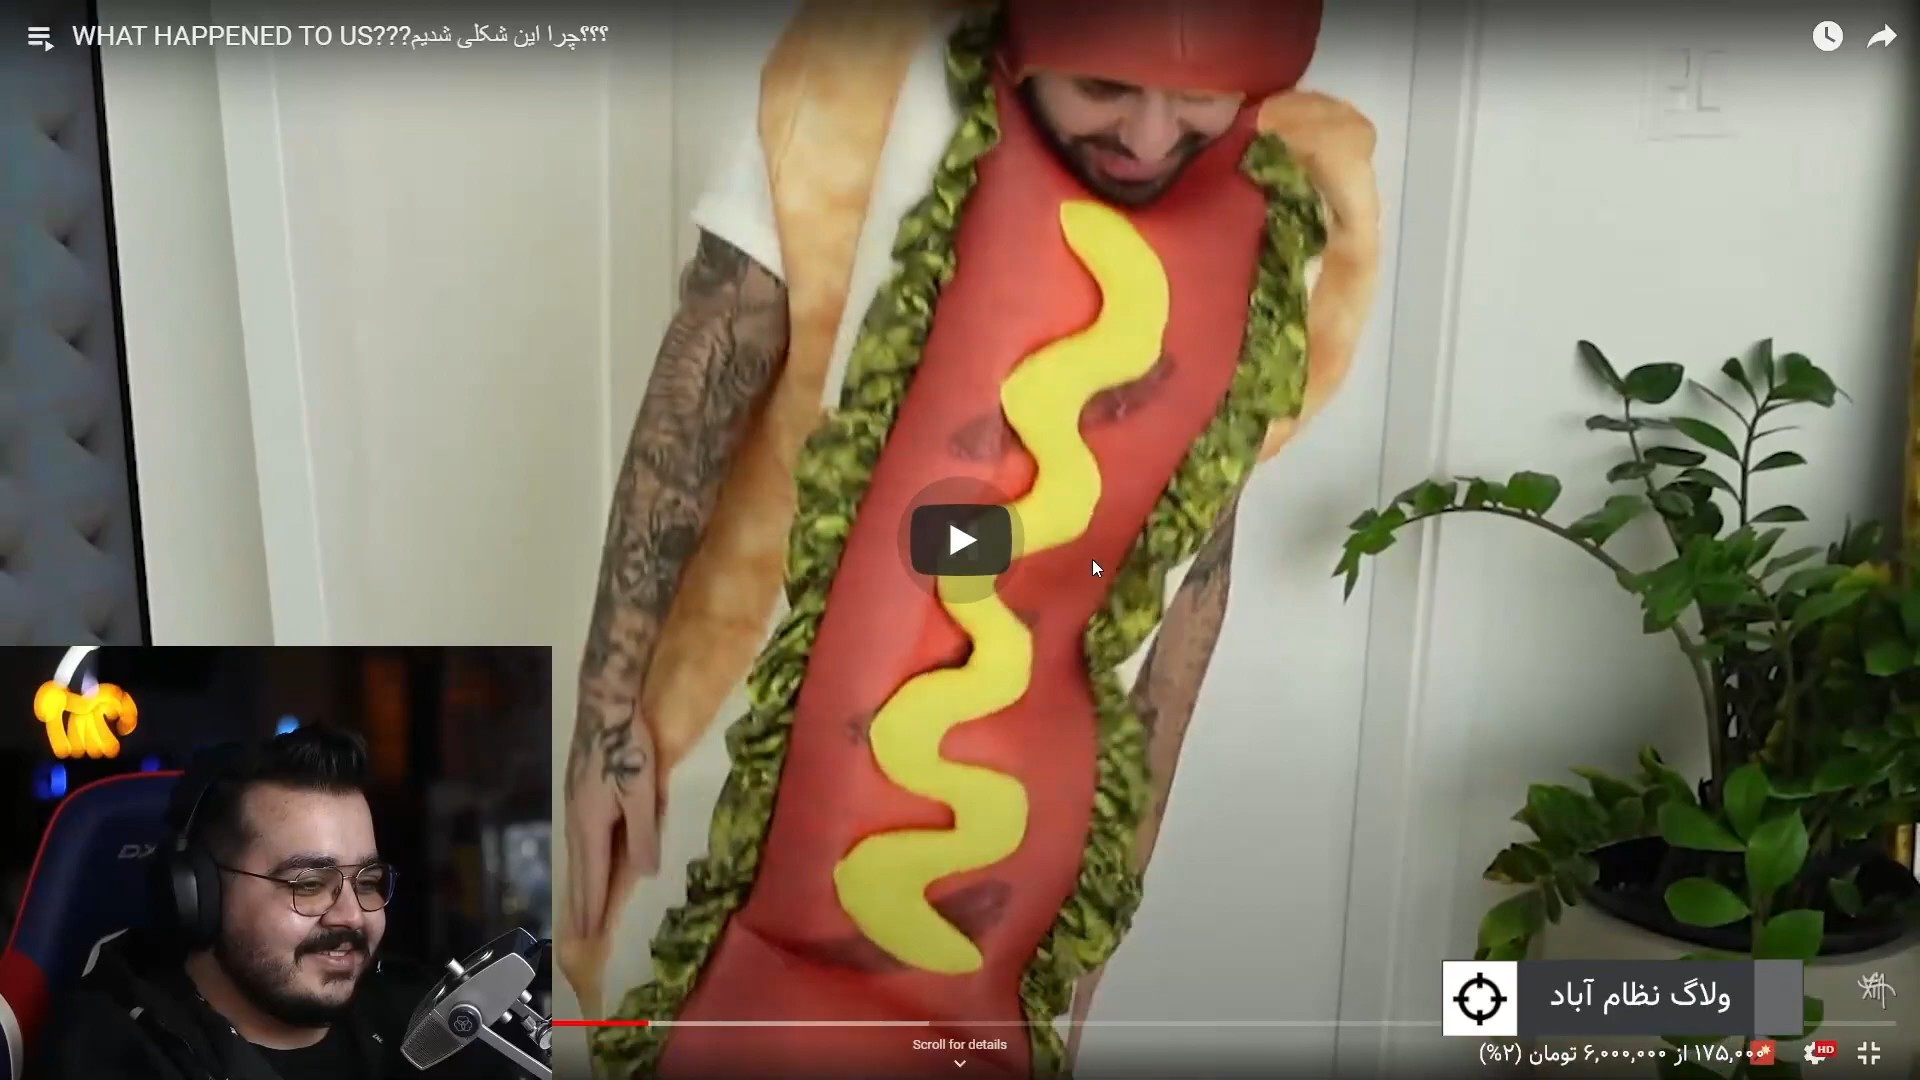 WHAT HAPPENED TO US???چرا این شکلی شدیم؟؟؟
ولاگ نظام آباد
۱۷۵,۰۰۰ از ۶,۰۰۰,۰۰۰ تومان (۲%)
HD
Scroll for details